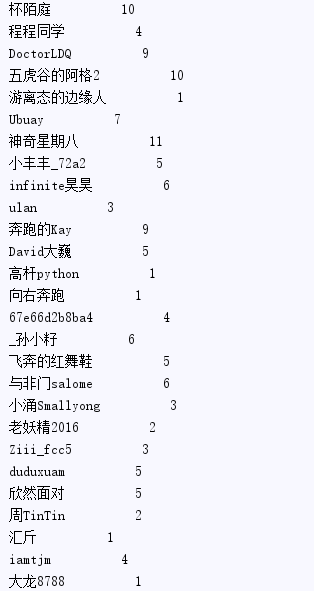 杯陌庭 10
程程同学 4
DoctorLDQ 9
五虎谷的阿格2 10
游离态的边缘人 1
Ubuay 7
神奇星期八 11
小丰丰_72a2 5
infinite昊昊 6
ulan 3
奔跑的Kay 9
David大巍 5
高杆python 1
向右奔跑 1
67e66d2b8ba4 4
_孙小籽 6
飞奔的红舞鞋 5
与非门salome 6
小涌Smallyong 3
老妖精2016 2
Ziii_fcc5 3
duduxuam 5
欣然面对 5
周TinTin 2
汇斤 1
iamtjm 4
大龙8788 1